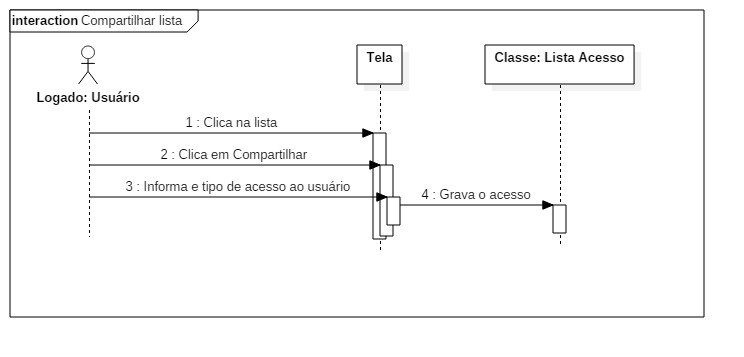 interaction Compartilhar lista
Tela
Classe: Lista Acesso
Logado: Usuário
1 : Clica na lista
2 : Clica em Compartilhar
3 : Informa e tipo de acesso ao usuário
4 : Grava o acesso